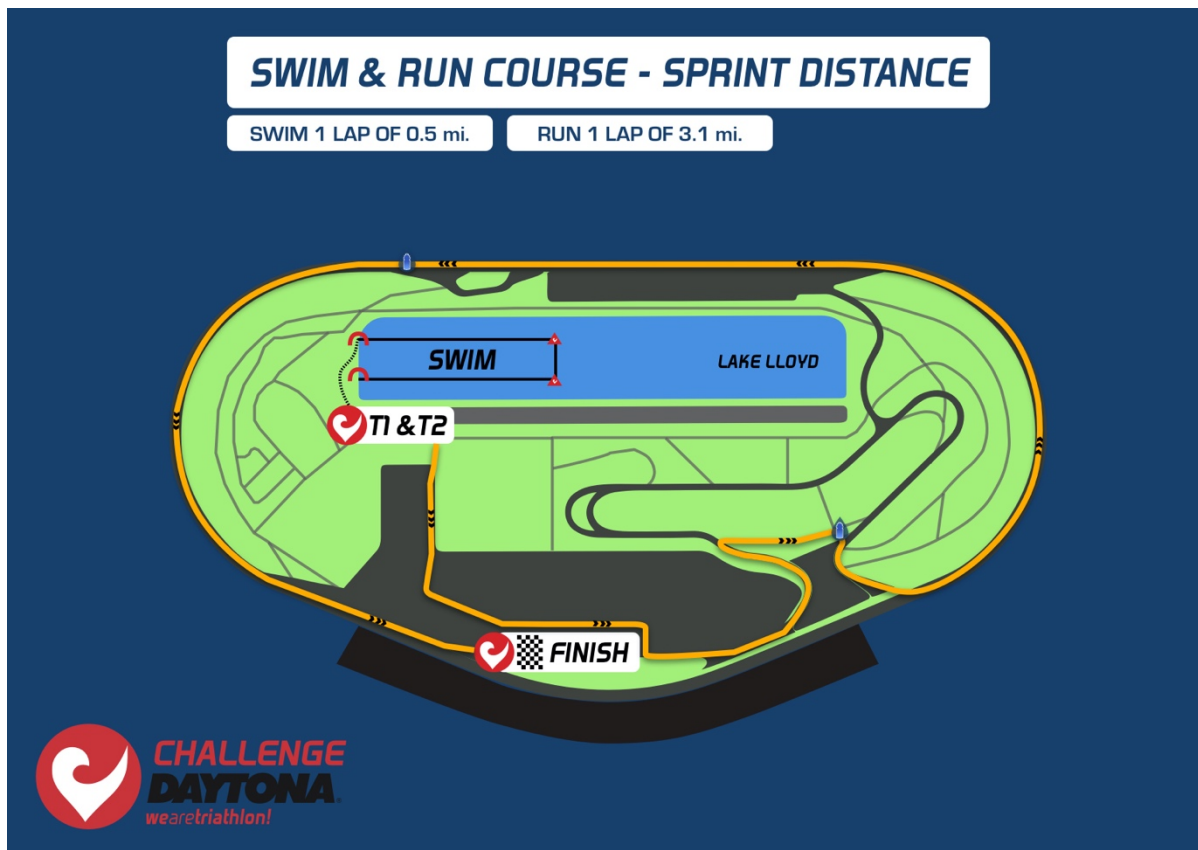 SWIM & RUN COURSE - SPRINT DISTANCE
SWIM 1 LAP OF 0.5 mi.
RUN 1 LAP OF 3.1 mi.
SWIM
LAKE LLOYD
T1 & T2
FINISH
CHALLENGE
DAYTONA
wearetriathlon!